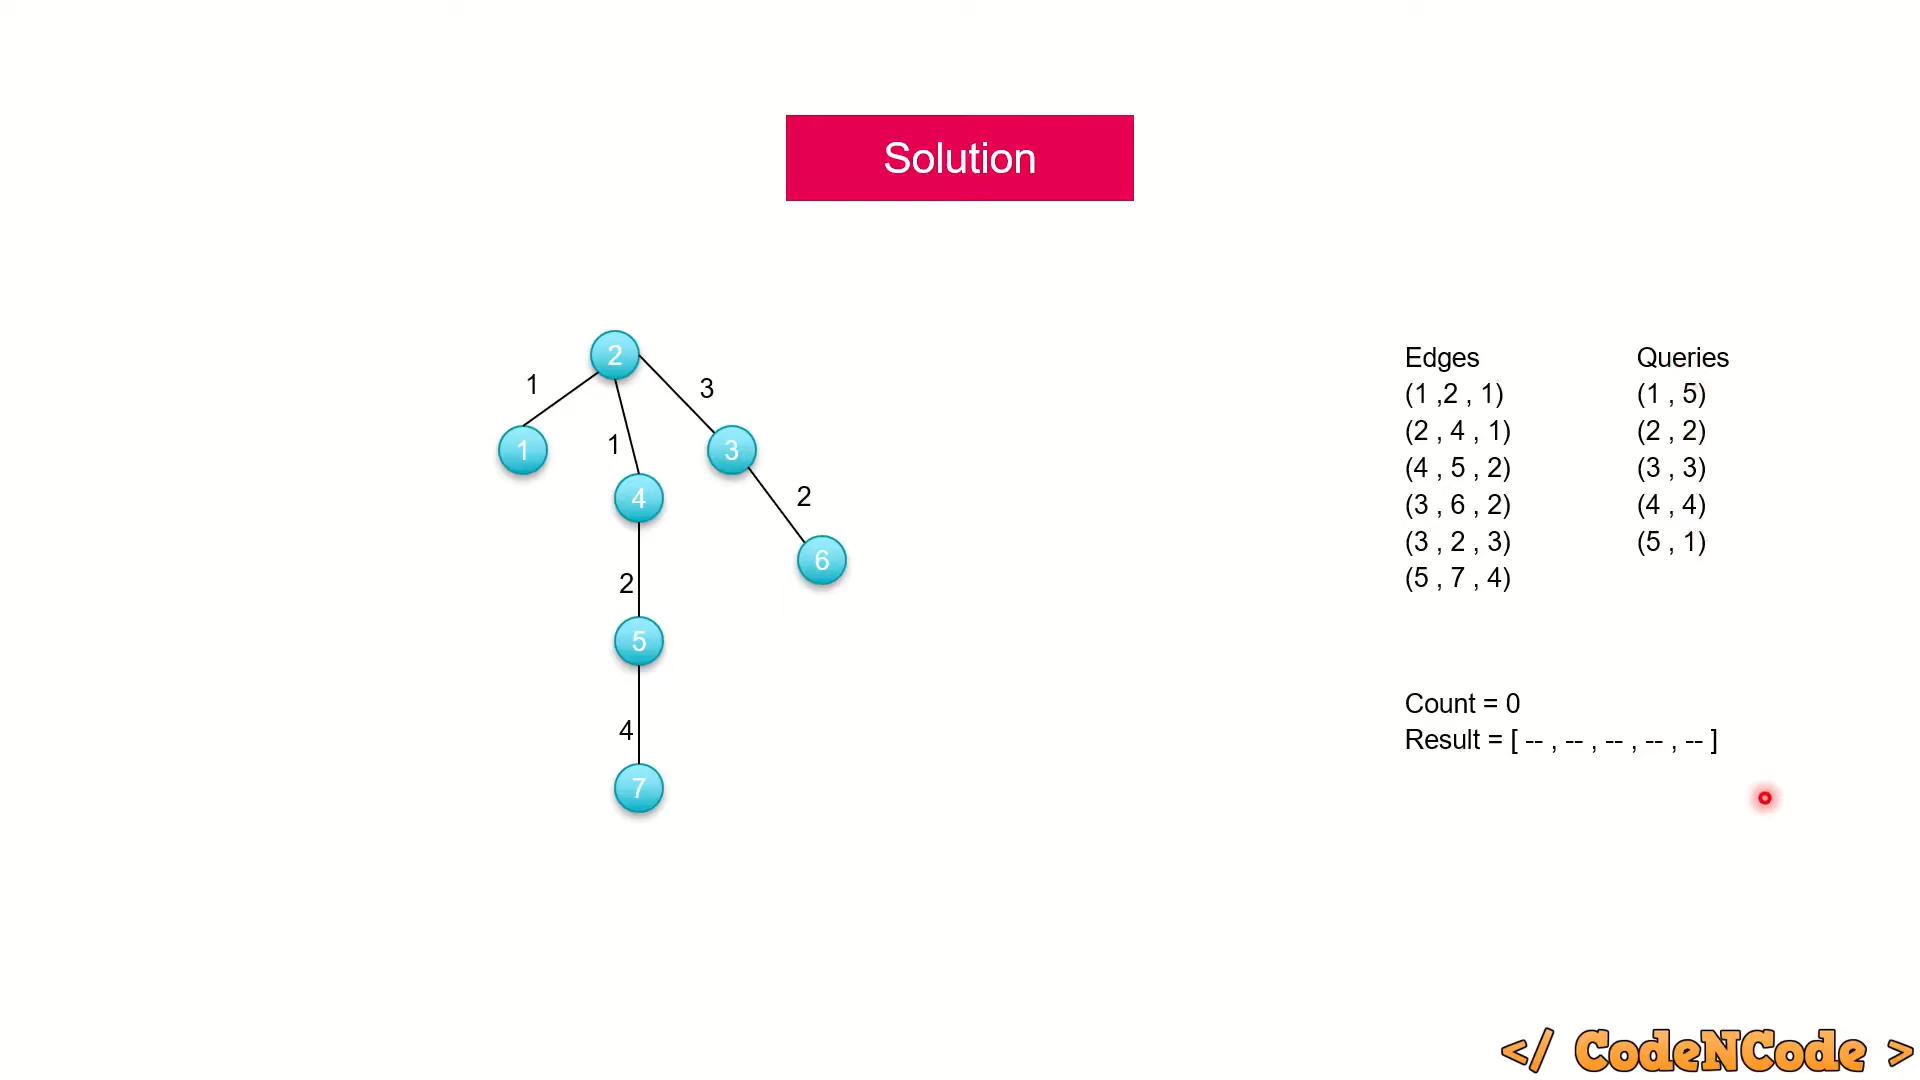 Solution
2
1
3
1
1
3
4
2
6
2
5
4
7
Edges
(1 ,2 , 1)
(2 , 4 , 1)
(4 , 5 , 2)
(3 , 6 , 2)
(3 , 2 , 3)
(5 , 7 , 4)
Queries
(1 , 5)
(2 , 2)
(3 , 3)
(4 , 4)
(5 , 1)
Count = 0
Result = [ -- , -- , -- , -- , -- ]
</ CodeNCode >